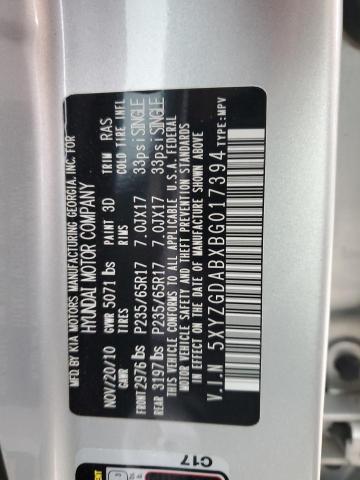 MFD. BY KIA MOTORS MANUFACTURING GEORGIA, INC. FOR
HYUNDAI MOTOR COMPANY
NOV/20/10 GVWR 5071 lbs PAINT 3D TRIM RAS
GAWR TIRES RIMS COLD TIRE INFL
FRONT 2976 lbs P235/65R17 7.0JX17 33psi SINGLE
REAR 3197 lbs P235/65R17 7.0JX17 33psi SINGLE
THIS VEHICLE CONFORMS TO ALL APPLICABLE U.S.A. FEDERAL
MOTOR VEHICLE SAFETY AND THEFT PREVENTION STANDARDS
IN EFFECT ON THE DATE OF MANUFACTURE SHOWN ABOVE.
TYPE:MPV
V.I.N 5XYZGDABXBG017394
C17